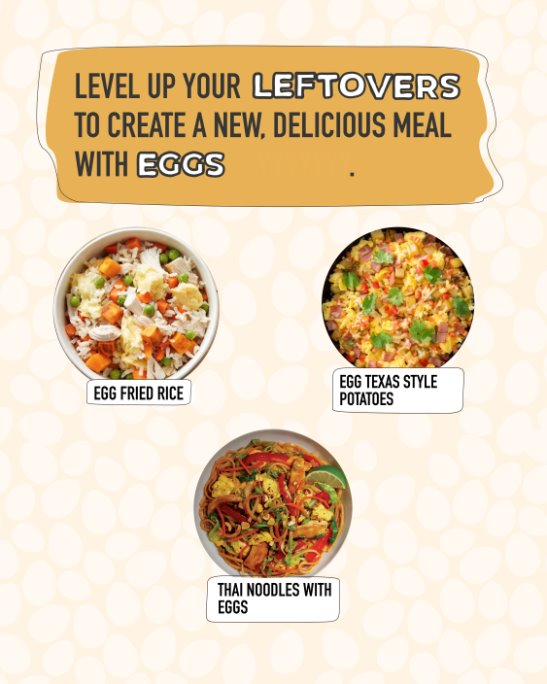 LEVEL UP YOUR LEFTOVERS
TO CREATE A NEW, DELICIOUS MEAL
WITH EGGS .
EGG FRIED RICE
EGG TEXAS STYLE
POTATOES
THAI NOODLES WITH
EGGS